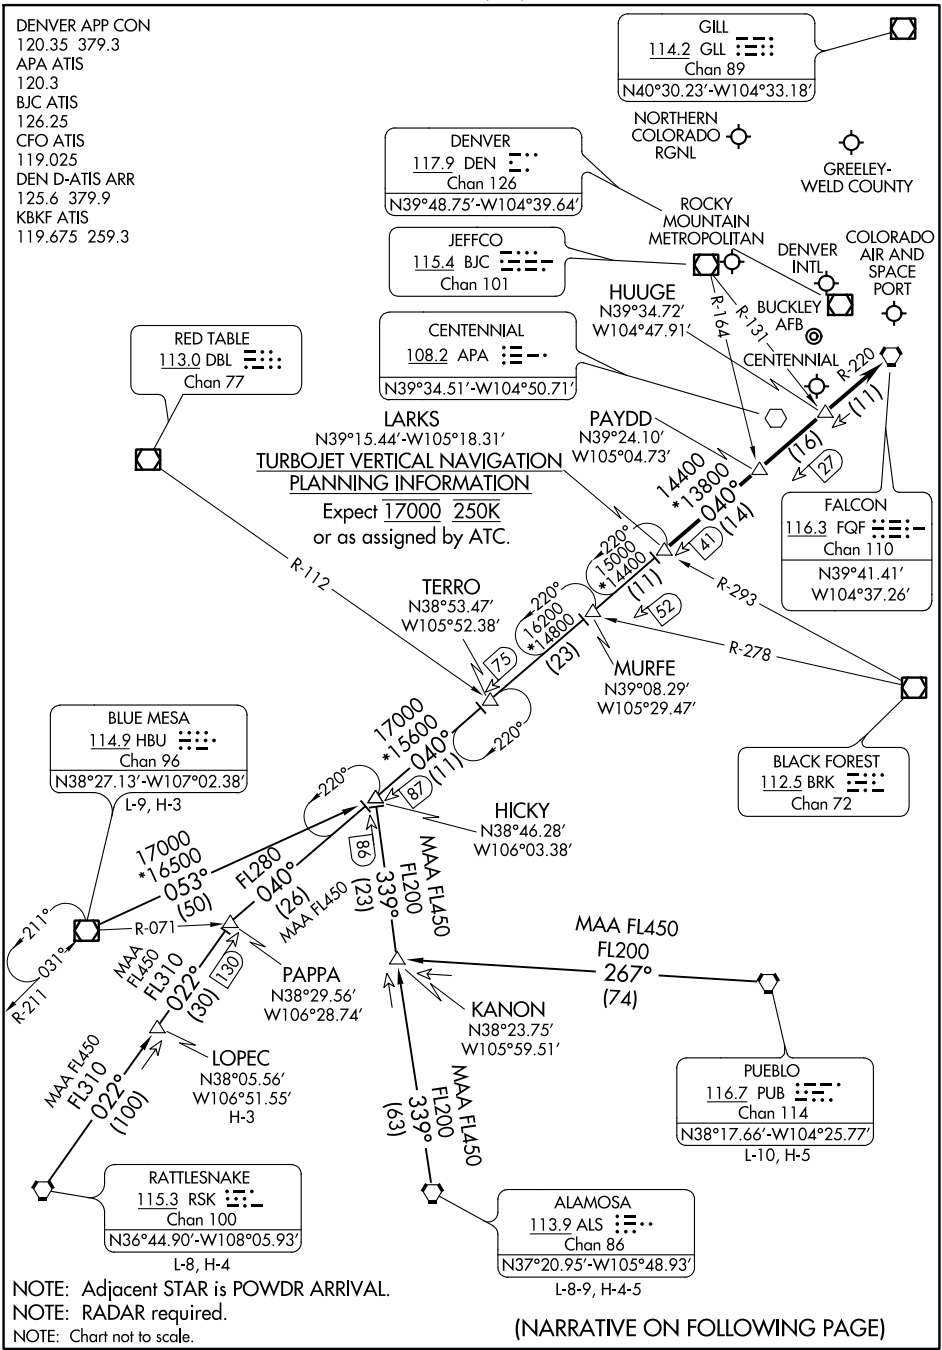 DENVER APP CON
120.35 379.3
APA ATIS
120.3
BJC ATIS
126.25
CFO ATIS
119.025
DEN D-ATIS ARR
125.6 379.9
KBKF ATIS
119.675 259.3
GILL
114.2 GLL
Chan 89
N40°30.23'-W104°33.18'
NORTHERN
COLORADO
RGNL
GREELEY-
WELD COUNTY
DENVER
117.9 DEN
Chan 126
N39°48.75'-W104°39.64'
ROCKY
MOUNTAIN
METROPOLITAN
JEFFCO
115.4 BJC
Chan 101
DENVER
INTL
COLORADO
AIR AND
SPACE
PORT
HUUGE
N39°34.72'
W104°47.91'
R-164
R-131
BUCKLEY
AFB
CENTENNIAL
R-220
(11)
CENTENNIAL
108.2 APA
Chan 77
N39°34.51'-W104°50.71'
RED TABLE
113.0 DBL
Chan 77
LARKS
N39°15.44'-W105°18.31'
TURBOJET VERTICAL NAVIGATION
PLANNING INFORMATION
Expect 17000 250K
or as assigned by ATC.
PAYDD
N39°24.10'
W105°04.73'
(16)
27
14400
*13800
040°
(14)
41
FALCON
116.3 FQF
Chan 110
N39°41.41'
W104°37.26'
R-112
TERRO
N38°53.47'
W105°52.38'
220°
15000
*14400
(11)
52
220°
16200
*14800
(23)
75
R-293
R-278
MURFE
N39°08.29'
W105°29.47'
BLACK FOREST
112.5 BRK
Chan 72
BLUE MESA
114.9 HBU
Chan 96
N38°27.13'-W107°02.38'
L-9, H-3
220°
17000
*15600
040°
(11)
87
220°
HICKY
N38°46.28'
W106°03.38'
17000
*16500
053°
(50)
FL280
040°
(26)
MAA FL450
86
MAA FL450
FL200
339°
(23)
211°
031°
R-211
R-071
MAA
FL450
FL310
022°
(30)
130
PAPPA
N38°29.56'
W106°28.74'
KANON
N38°23.75'
W105°59.51'
MAA FL450
FL200
267°
(74)
LOPEC
N38°05.56'
W106°51.55'
H-3
MAA FL450
FL310
022°
(100)
MAA FL450
FL200
339°
(63)
PUEBLO
116.7 PUB
Chan 114
N38°17.66'-W104°25.77'
L-10, H-5
RATTLESNAKE
115.3 RSK
Chan 100
N36°44.90'-W108°05.93'
L-8, H-4
ALAMOSA
113.9 ALS
Chan 86
N37°20.95'-W105°48.93'
L-8-9, H-4-5
NOTE: Adjacent STAR is POWDR ARRIVAL.
NOTE: RADAR required.
NOTE: Chart not to scale.
(NARRATIVE ON FOLLOWING PAGE)